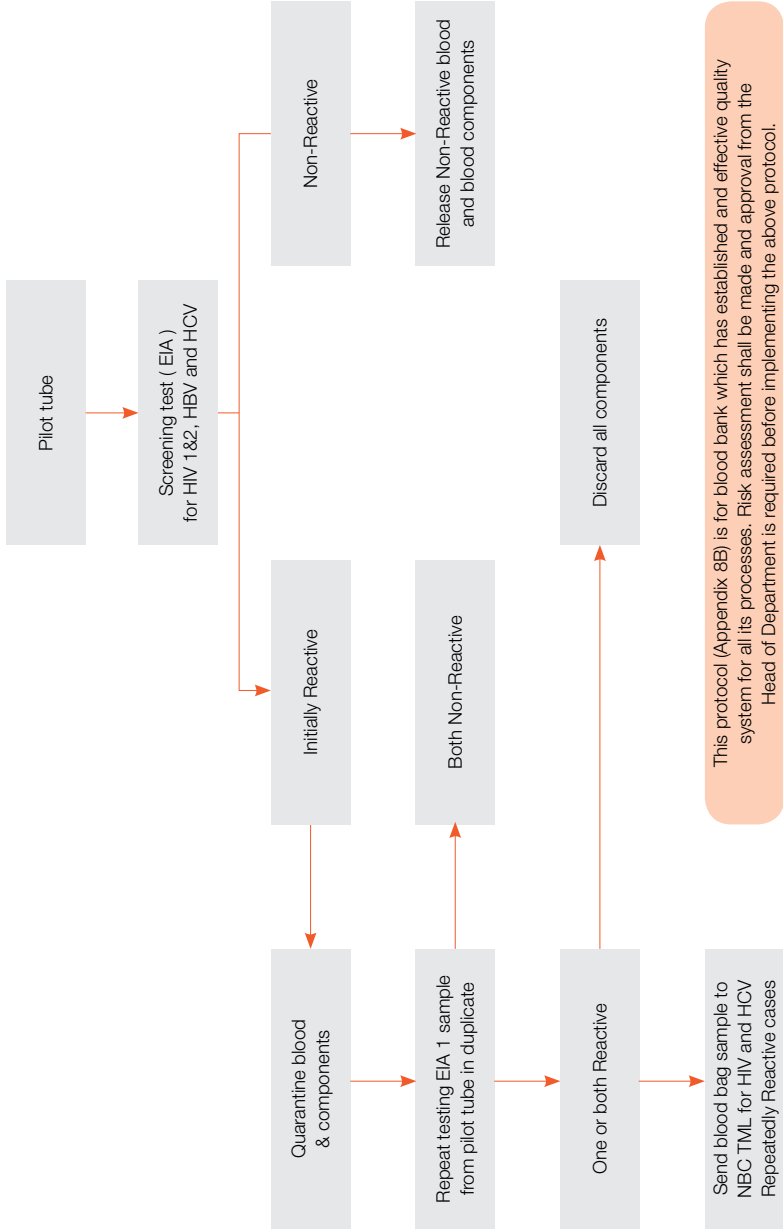 Pilot tube
Screening test ( EIA )
for HIV 1&2, HBV and HCV
Initially Reactive
Non-Reactive
Quarantine blood
& components
Release Non-Reactive blood
and blood components
Repeat testing EIA 1 sample
from pilot tube in duplicate
Both Non-Reactive
One or both Reactive
Discard all components
Send blood bag sample to
NBC TML for HIV and HCV
Repeatedly Reactive cases
This protocol (Appendix 8B) is for blood bank which has established and effective quality
system for all its processes. Risk assessment shall be made and approval from the
Head of Department is required before implementing the above protocol.